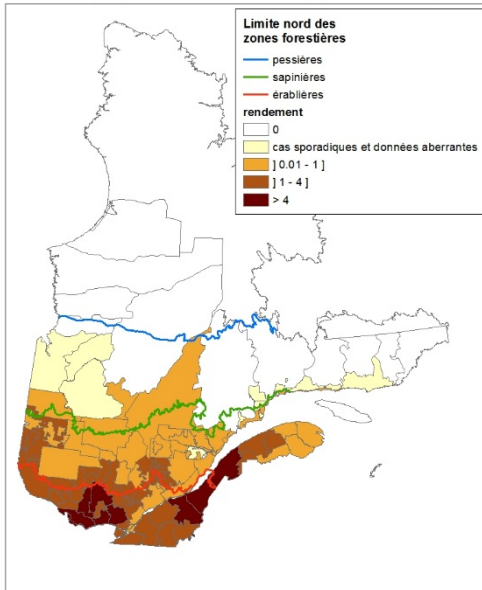 Limite nord des
zones forestières
pessières
sapinières
érablières
rendement
0
cas sporadiques et données aberrantes
] 0.01 - 1 ]
] 1 - 4 ]
> 4